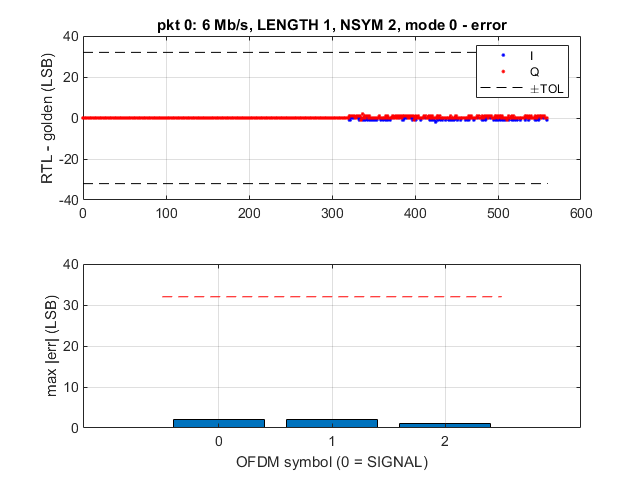 pkt 0: 6 Mb/s, LENGTH 1, NSYM 2, mode 0 - error
RTL - golden (LSB)
40
20
0
-20
-40
0 100 200 300 400 500 600
I
Q
±TOL
max |err| (LSB)
40
30
20
10
0
0 1 2
OFDM symbol (0 = SIGNAL)